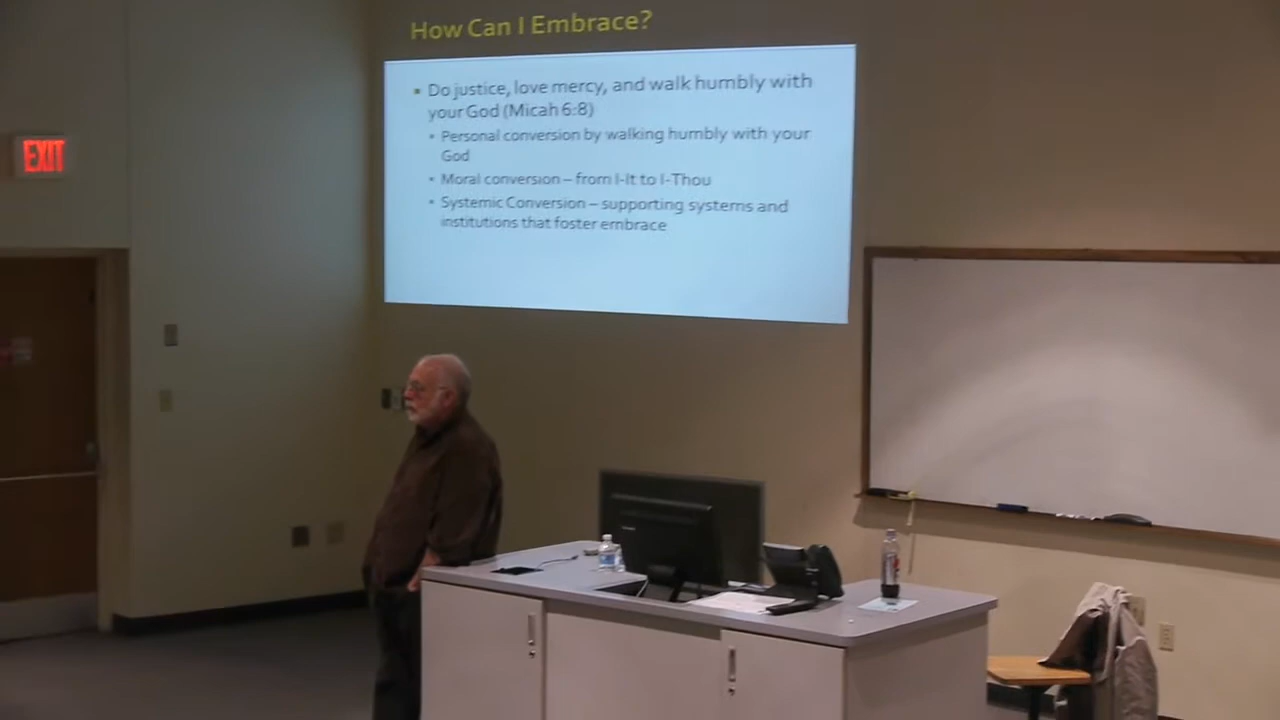 How Can I Embrace?
▪ Do justice, love mercy, and walk humbly with
your God (Micah 6:8)
▪ Personal conversion by walking humbly with your
God
▪ Moral conversion – from I-It to I-Thou
▪ Systemic Conversion – supporting systems and
institutions that foster embrace
EXIT